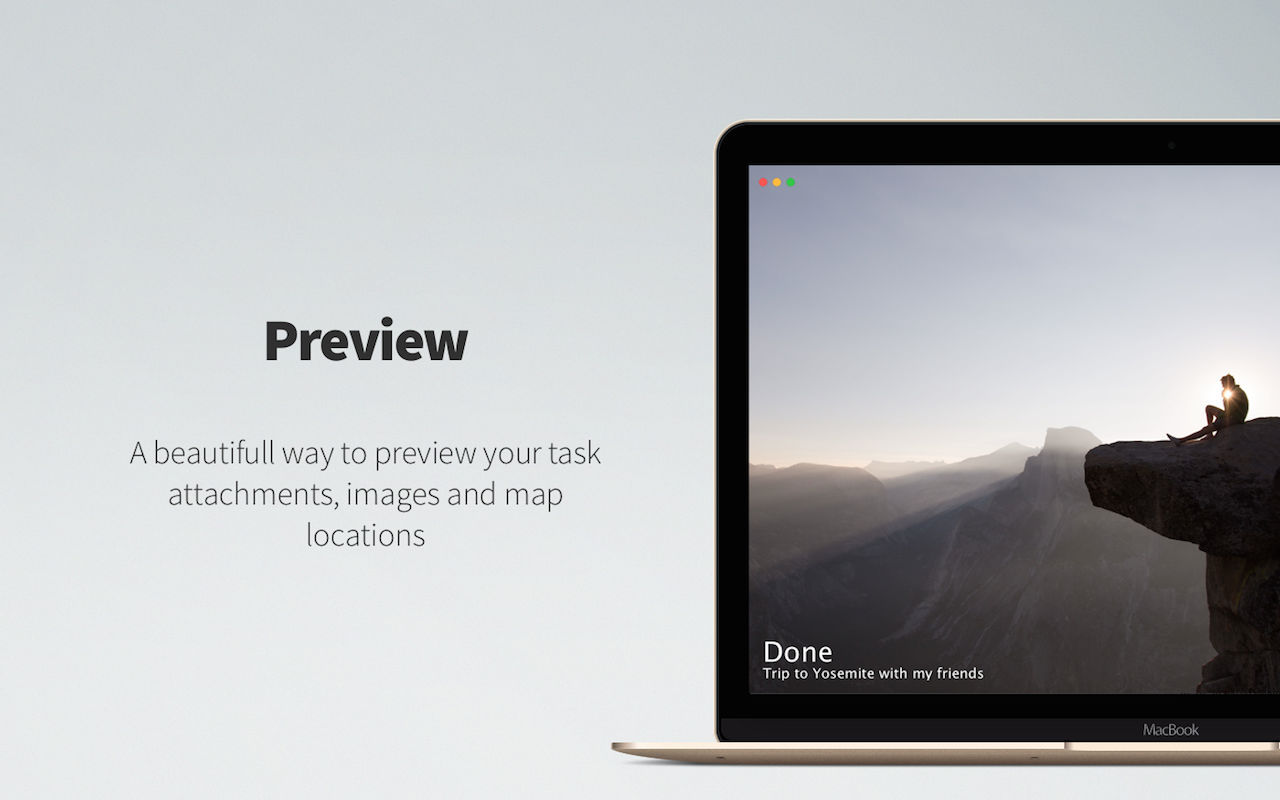 Preview
A beautifull way to preview your task
attachments, images and map
locations
Done
Trip to Yosemite with my friends
MacBook